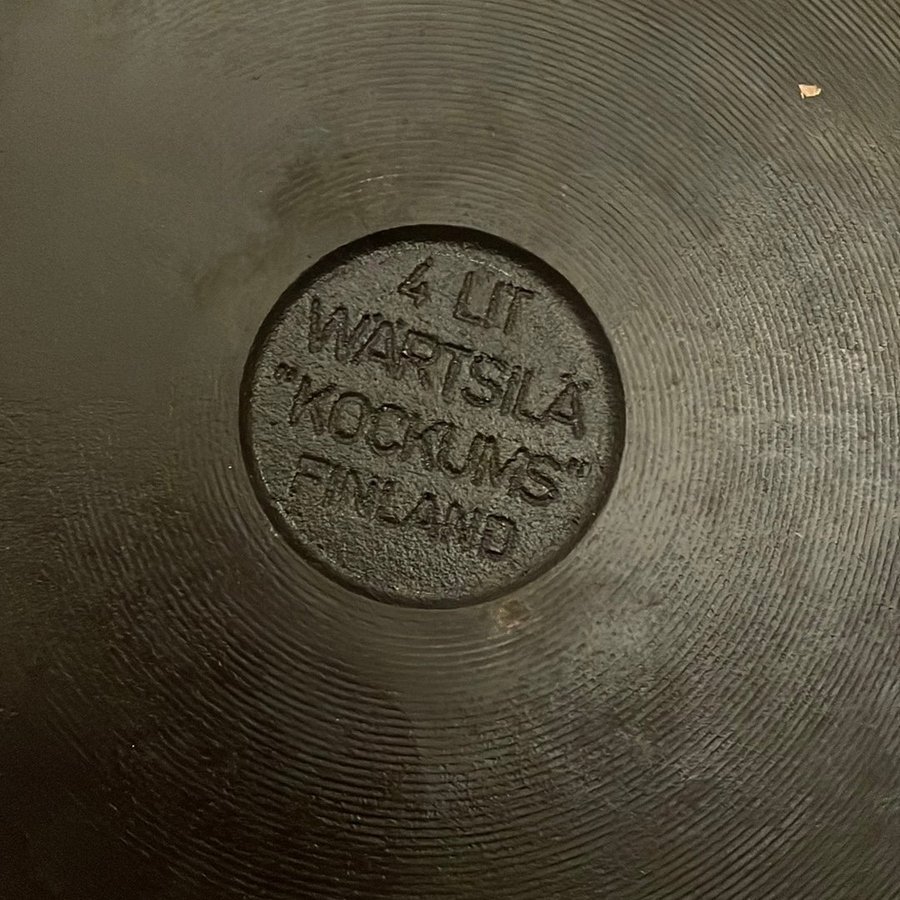 4 LIT
WÄRTSILÄ
"KOCKUMS"
FINLAND